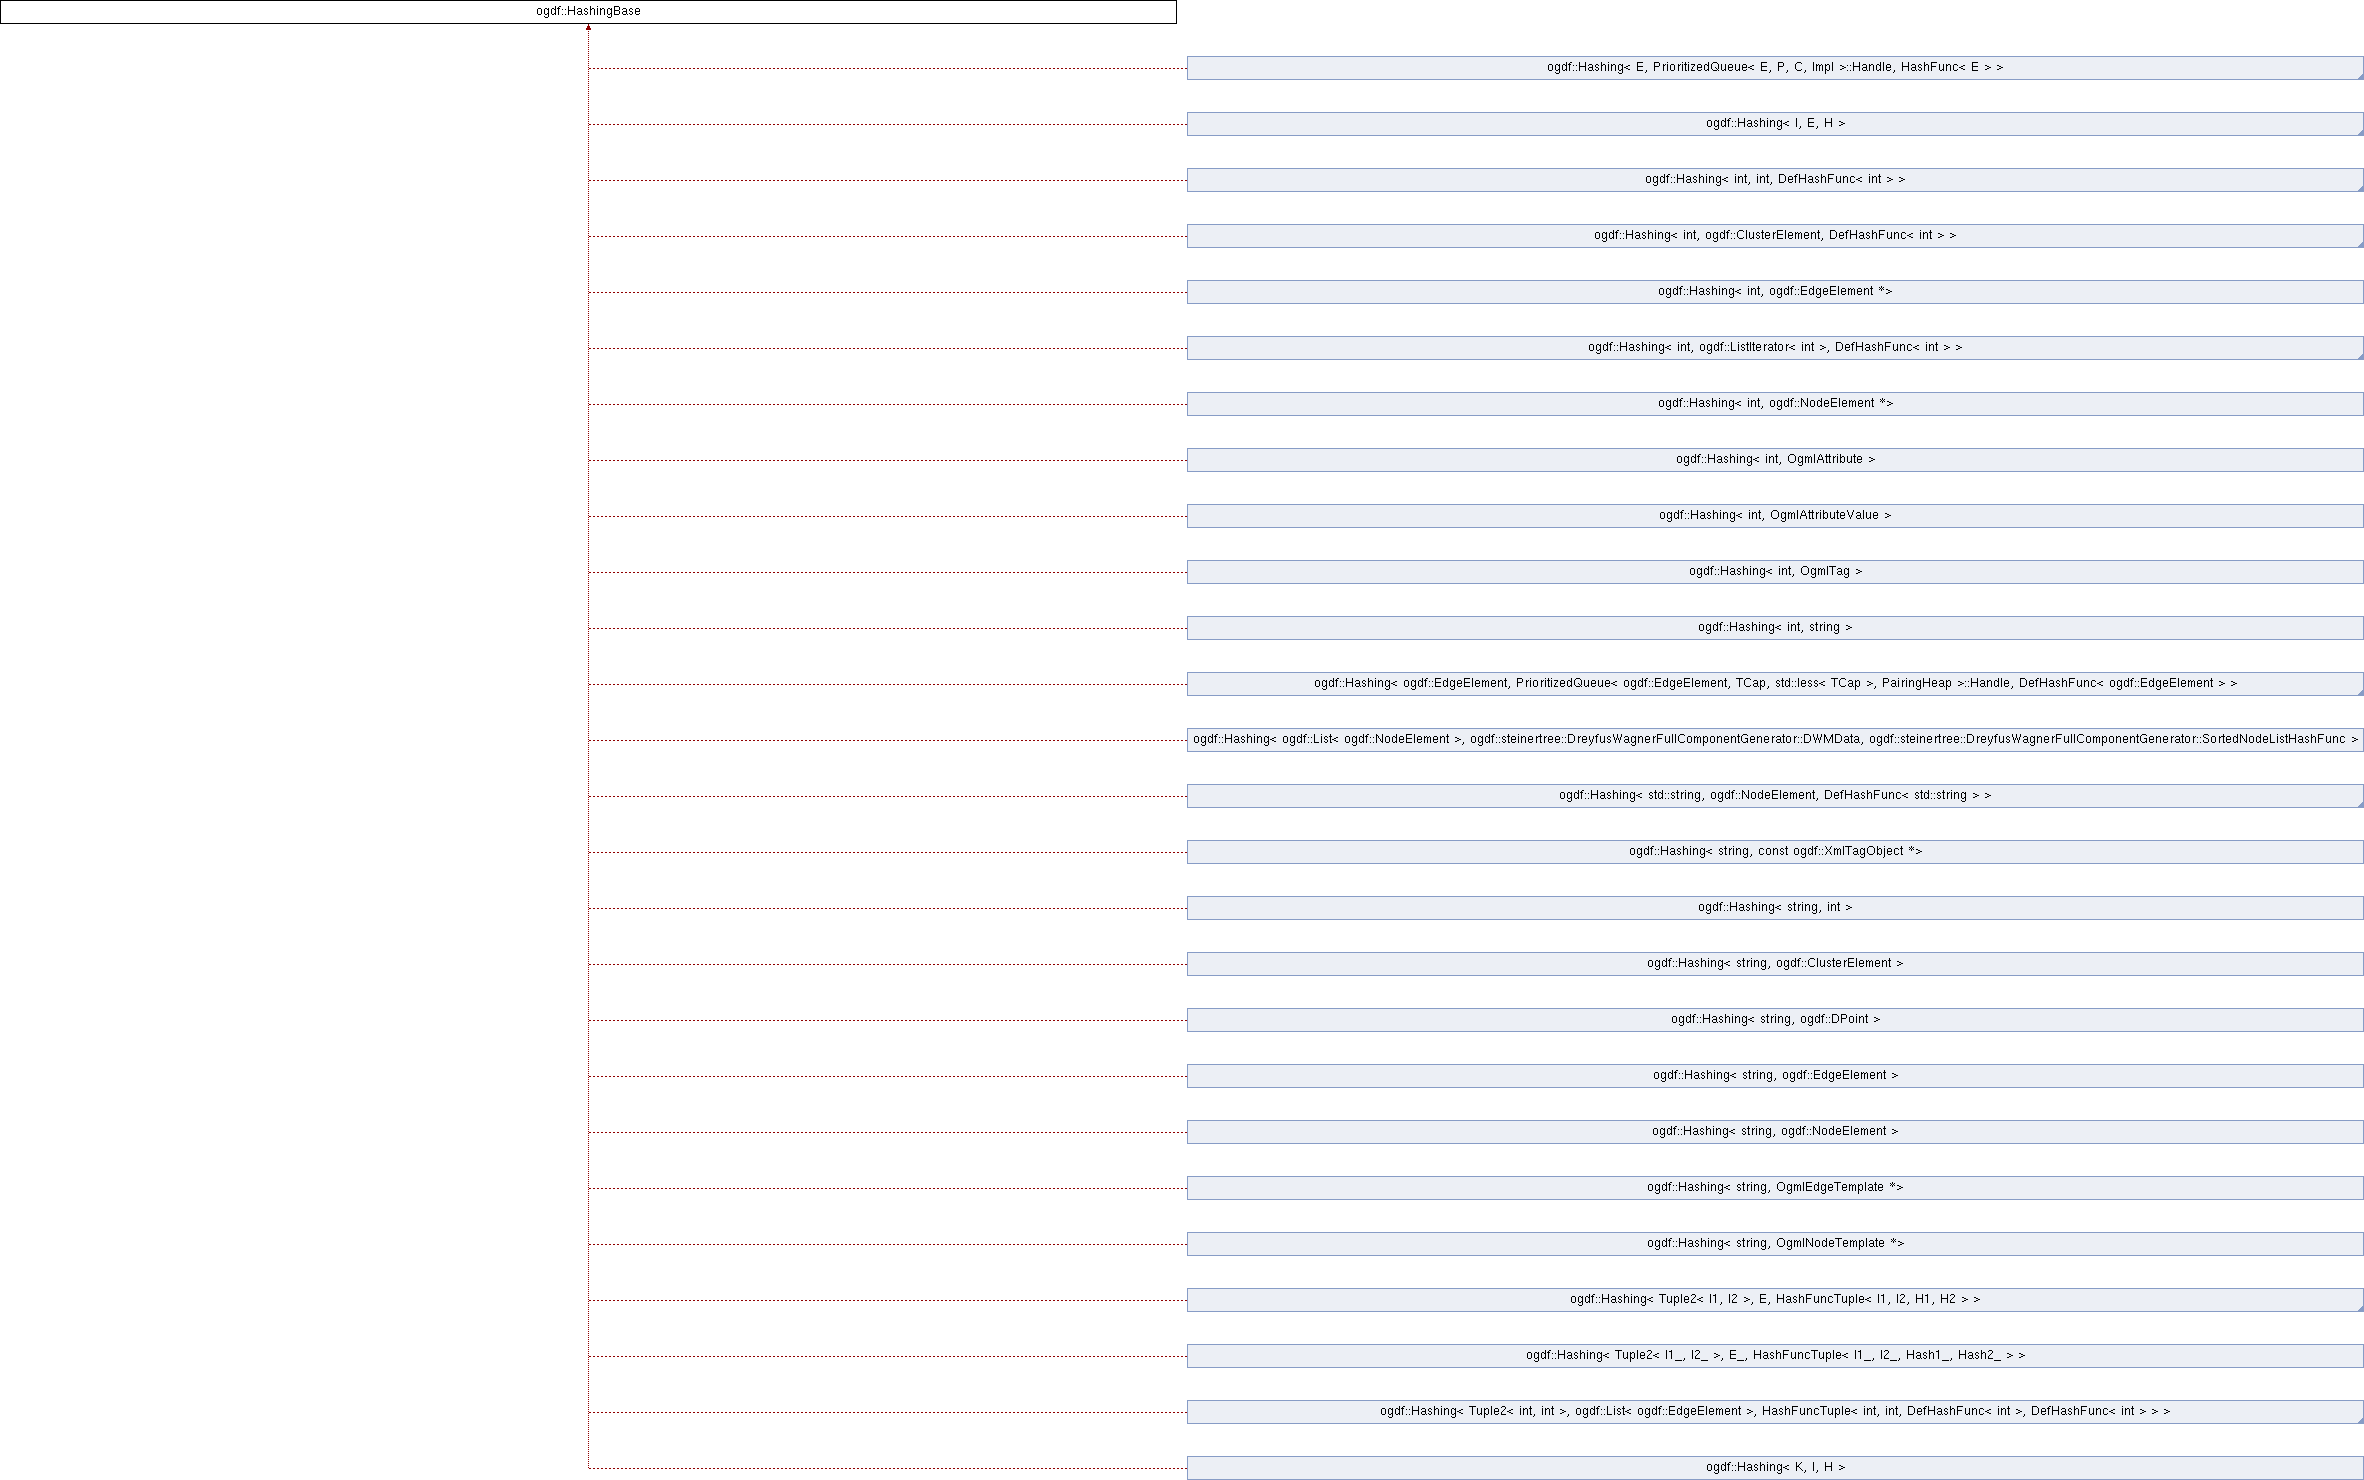 ogdf::HashingBase
ogdf::Hashing< E, PrioritizedQueue< E, P, C, Impl >::Handle, HashFunc< E > >
ogdf::Hashing< I, E, H >
ogdf::Hashing< int, int, DefHashFunc< int > >
ogdf::Hashing< int, ogdf::ClusterElement, DefHashFunc< int > >
ogdf::Hashing< int, ogdf::EdgeElement *>
ogdf::Hashing< int, ogdf::ListIterator< int >, DefHashFunc< int > >
ogdf::Hashing< int, ogdf::NodeElement *>
ogdf::Hashing< int, OgmlAttribute >
ogdf::Hashing< int, OgmlAttributeValue >
ogdf::Hashing< int, OgmlTag >
ogdf::Hashing< int, string >
ogdf::Hashing< ogdf::EdgeElement, PrioritizedQueue< ogdf::EdgeElement, TCap, std::less< TCap >, PairingHeap >::Handle, DefHashFunc< ogdf::EdgeElement > >
ogdf::Hashing< ogdf::List< ogdf::NodeElement >, ogdf::steinertree::DreyfusWagnerFullComponentGenerator::DWMData, ogdf::steinertree::DreyfusWagnerFullComponentGenerator::SortedNodeListHashFunc >
ogdf::Hashing< std::string, ogdf::NodeElement, DefHashFunc< std::string > >
ogdf::Hashing< string, const ogdf::XmlTagObject *>
ogdf::Hashing< string, int >
ogdf::Hashing< string, ogdf::ClusterElement >
ogdf::Hashing< string, ogdf::DPoint >
ogdf::Hashing< string, ogdf::EdgeElement >
ogdf::Hashing< string, ogdf::NodeElement >
ogdf::Hashing< string, OgmlEdgeTemplate *>
ogdf::Hashing< string, OgmlNodeTemplate *>
ogdf::Hashing< Tuple2< I1, I2 >, E, HashFuncTuple< I1, I2, H1, H2 > >
ogdf::Hashing< Tuple2< I1_, I2_ >, E_, HashFuncTuple< I1_, I2_, Hash1_, Hash2_ > >
ogdf::Hashing< Tuple2< int, int >, ogdf::List< ogdf::EdgeElement >, HashFuncTuple< int, int, DefHashFunc< int >, DefHashFunc< int > > >
ogdf::Hashing< K, I, H >